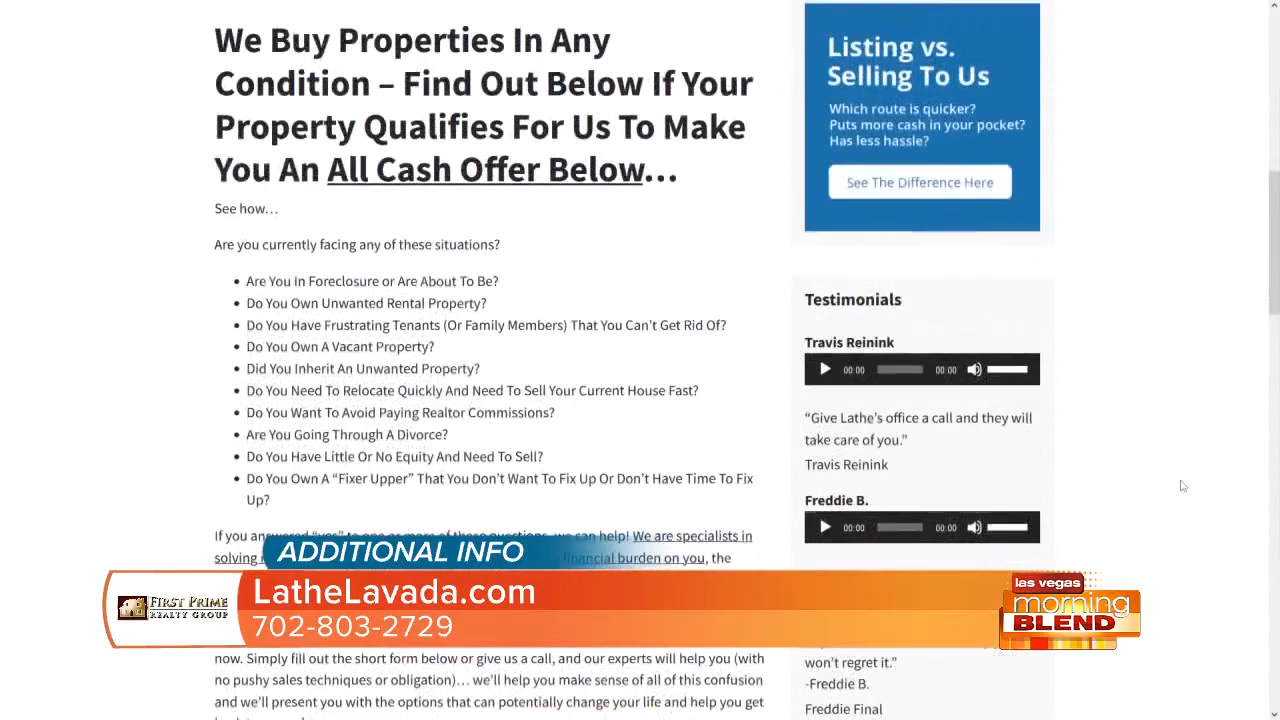 We Buy Properties In Any
Condition – Find Out Below If Your
Property Qualifies For Us To Make
You An All Cash Offer Below…
See how…
Are you currently facing any of these situations?
• Are You In Foreclosure or Are About To Be?
• Do You Own Unwanted Rental Property?
• Do You Have Frustrating Tenants (Or Family Members) That You Can’t Get Rid Of?
• Do You Own A Vacant Property?
• Did You Inherit An Unwanted Property?
• Do You Need To Relocate Quickly And Need To Sell Your Current House Fast?
• Do You Want To Avoid Paying Realtor Commissions?
• Are You Going Through A Divorce?
• Do You Have Little Or No Equity And Need To Sell?
• Do You Own A “Fixer Upper” That You Don’t Want To Fix Up Or Don’t Have Time To Fix
Up?
If you answered “yes” to one or more of these questions, we can help! We are specialists in
solving financial burden on you, the
now. Simply fill out the short form below or give us a call, and our experts will help you (with
no pushy sales techniques or obligation)… we’ll help you make sense of all of this confusion
and we’ll present you with the options that can potentially change your life and help you get
Listing vs.
Selling To Us
Which route is quicker?
Puts more cash in your pocket?
Has less hassle?
See The Difference Here
Testimonials
Travis Reinink
00:00 00:00
“Give Lathe’s office a call and they will
take care of you.”
Travis Reinink
Freddie B.
00:00 00:00
won’t regret it.”
-Freddie B.
Freddie Final
ADDITIONAL INFO
FIRST PRIME
REALTY GROUP
LatheLavada.com
702-803-2729
las vegas
morning
BLEND